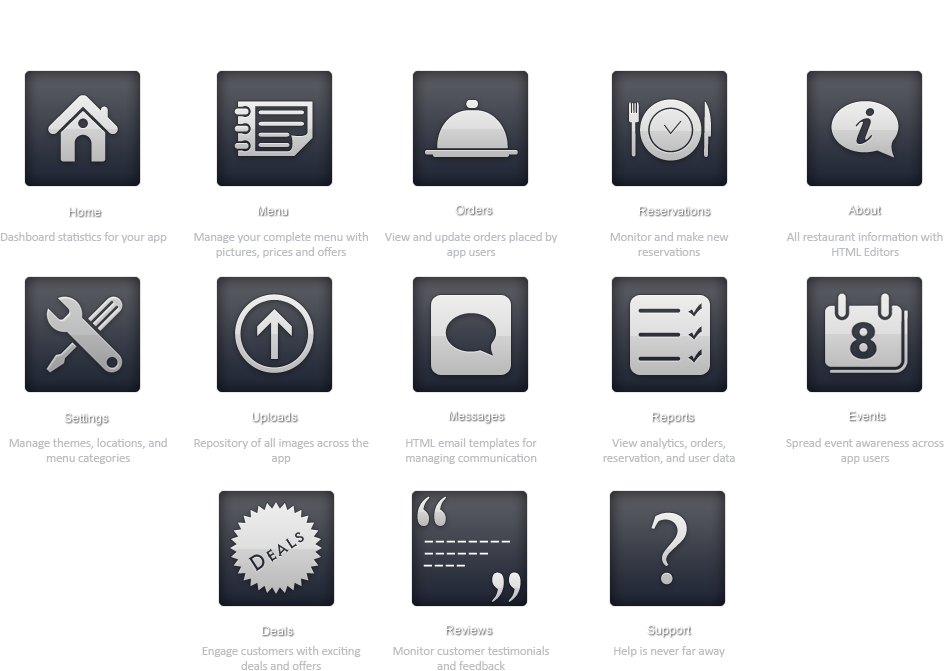 Home
Dashboard statistics for your app
Menu
Manage your complete menu with
pictures, prices and offers
Orders
View and update orders placed by
app users
Reservations
Monitor and make new
reservations
i
About
All restaurant information with
HTML Editors
Settings
Manage themes, locations, and
menu categories
Uploads
Repository of all images across the
app
Messages
HTML email templates for
managing communication
Reports
View analytics, orders,
reservation, and user data
8
Events
Spread event awareness across
app users
DEALS
Deals
Engage customers with exciting
deals and offers
“
”
Reviews
Monitor customer testimonials
and feedback
?
Support
Help is never far away